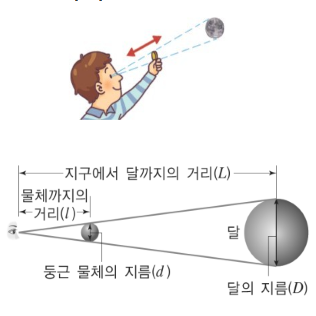 지구에서 달까지의 거리(L)
물체까지의
거리(l)
달
둥근 물체의 지름(d)
달의 지름(D)